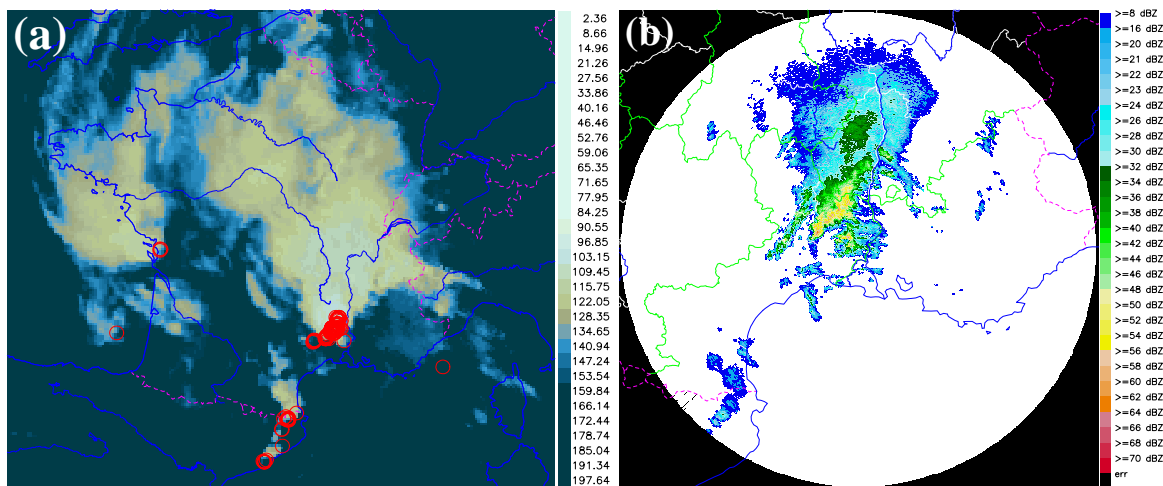 (a)
2.36
8.66
14.96
21.26
27.56
33.86
40.16
46.46
52.76
59.06
65.35
71.65
77.95
84.25
90.55
96.85
103.15
109.45
115.75
122.05
128.35
134.65
140.94
147.24
153.54
159.84
166.14
172.44
178.74
185.04
191.34
197.64
(b)
>=8 dBZ
>=16 dBZ
>=20 dBZ
>=21 dBZ
>=22 dBZ
>=24 dBZ
>=26 dBZ
>=28 dBZ
>=30 dBZ
>=32 dBZ
>=34 dBZ
>=36 dBZ
>=38 dBZ
>=40 dBZ
>=42 dBZ
>=44 dBZ
>=46 dBZ
>=48 dBZ
>=50 dBZ
>=52 dBZ
>=54 dBZ
>=56 dBZ
>=58 dBZ
>=60 dBZ
>=62 dBZ
>=64 dBZ
>=66 dBZ
>=68 dBZ
>=70 dBZ
err